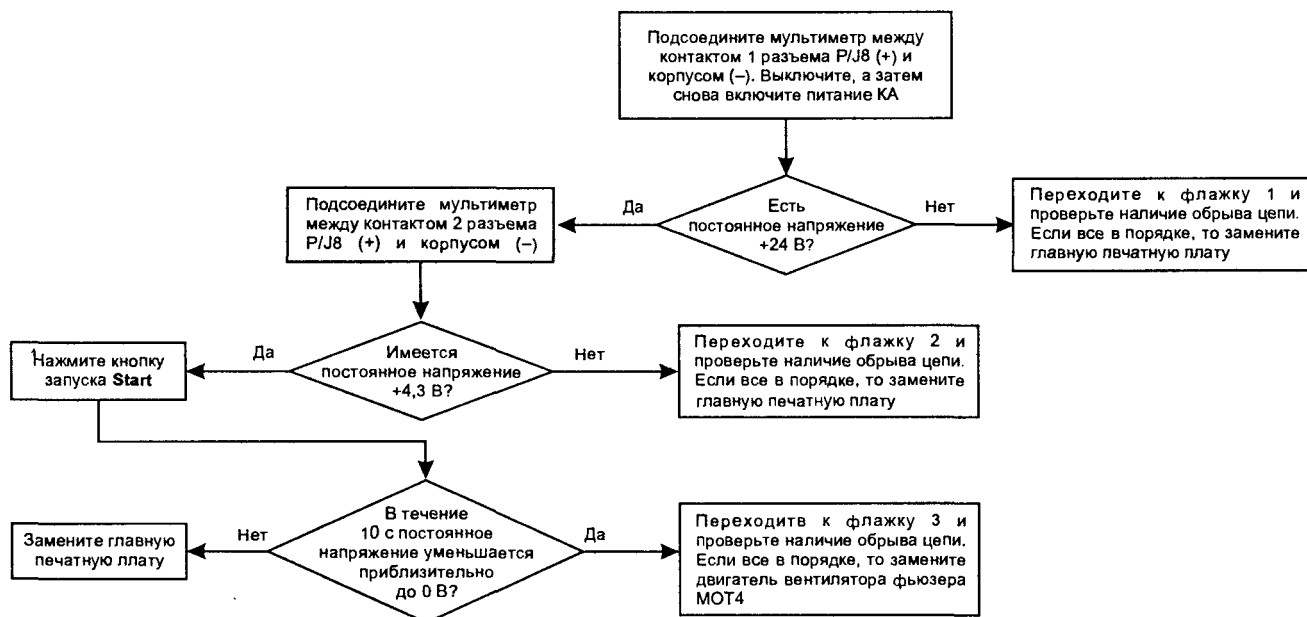 Подсоедините мультиметр между
контактом 1 разъема P/J8 (+) и
корпусом (–). Выключите, а затем
снова включите питание КА
Подсоедините мультиметр
между контактом 2 разъема
P/J8 (+) и корпусом (–)
Да
Есть
постоянное напряжение
+24 В?
Нет
Переходите к флажку 1 и
проверьте наличие обрыва цепи.
Если все в порядке, то замените
главную пвчатную плату
Нажмите кнопку
запуска Start
Да
Имеется
постоянное напряжение
+4,3 В?
Нет
Переходите к флажку 2 и
проверьте наличие обрыва цепи.
Если все в порядке, то замените
главную печатную плату
Замените главную
печатную ллату
Нет
В течение
10 с постоянное
напряжение уменьшается
приблизительно
до 0 В?
Да
Переходитв к флажку 3 и
проверьте наличие обрыва цепи.
Если все в порядке, то замените
двигатель вентилятора фьюзера
МОТ4